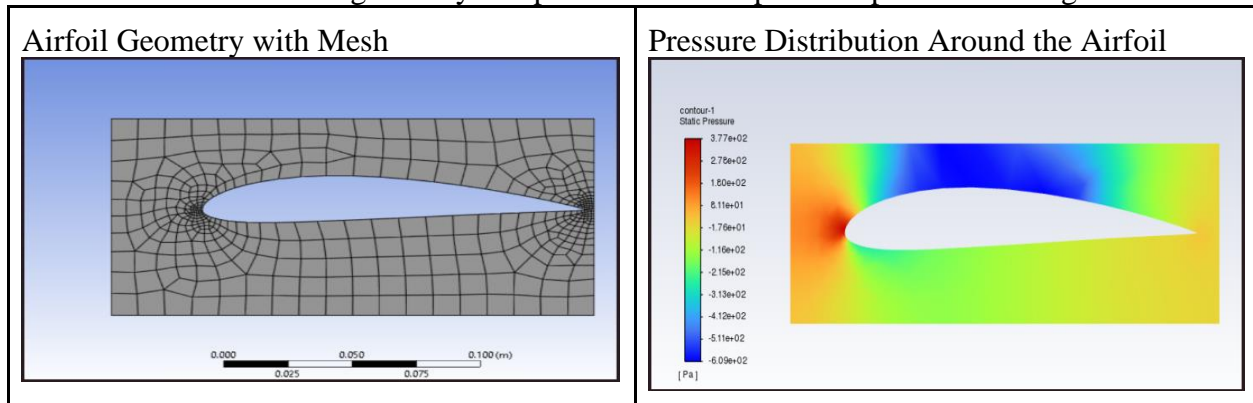 Airfoil Geometry with Mesh
0.000 0.050 0.100 (m)
0.025 0.075
Pressure Distribution Around the Airfoil
contour-1
Static Pressure
3.77e+02
2.78e+02
1.60e+02
6.11e+01
-1.76e+01
-1.16e+02
-2.15e+02
-3.13e+02
-4.12e+02
-5.11e+02
-6.09e+02
[Pa]